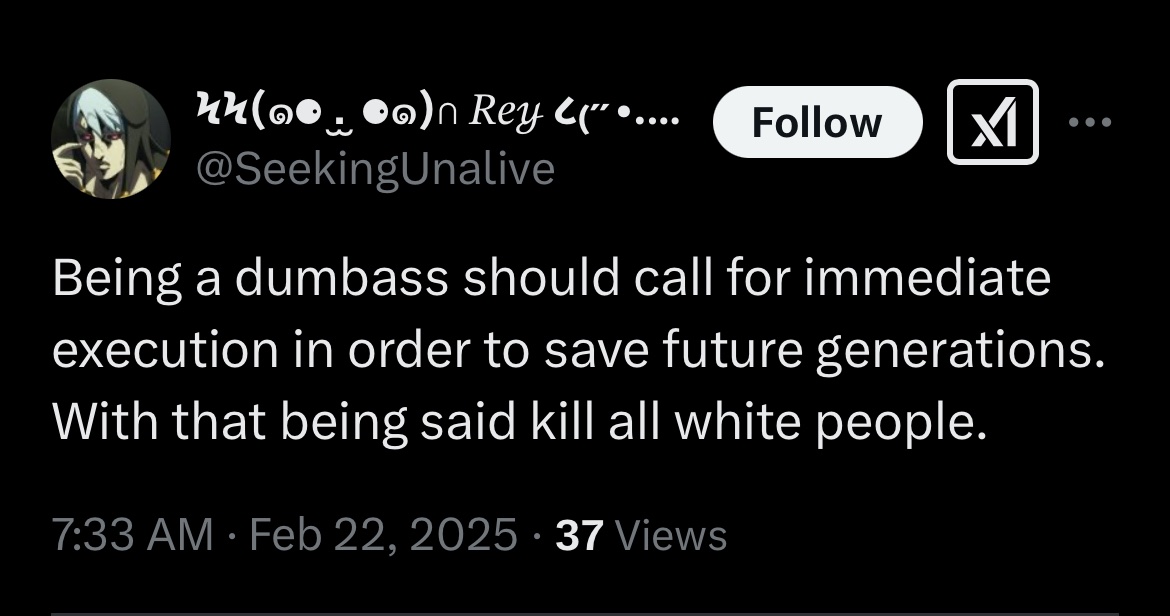 ϞϞ(๑⚈ ․̫ ⚈๑)∩ Rey ૮(˶ˆ•....
Follow
@SeekingUnalive
Being a dumbass should call for immediate
execution in order to save future generations.
With that being said kill all white people.
7:33 AM · Feb 22, 2025 · 37 Views